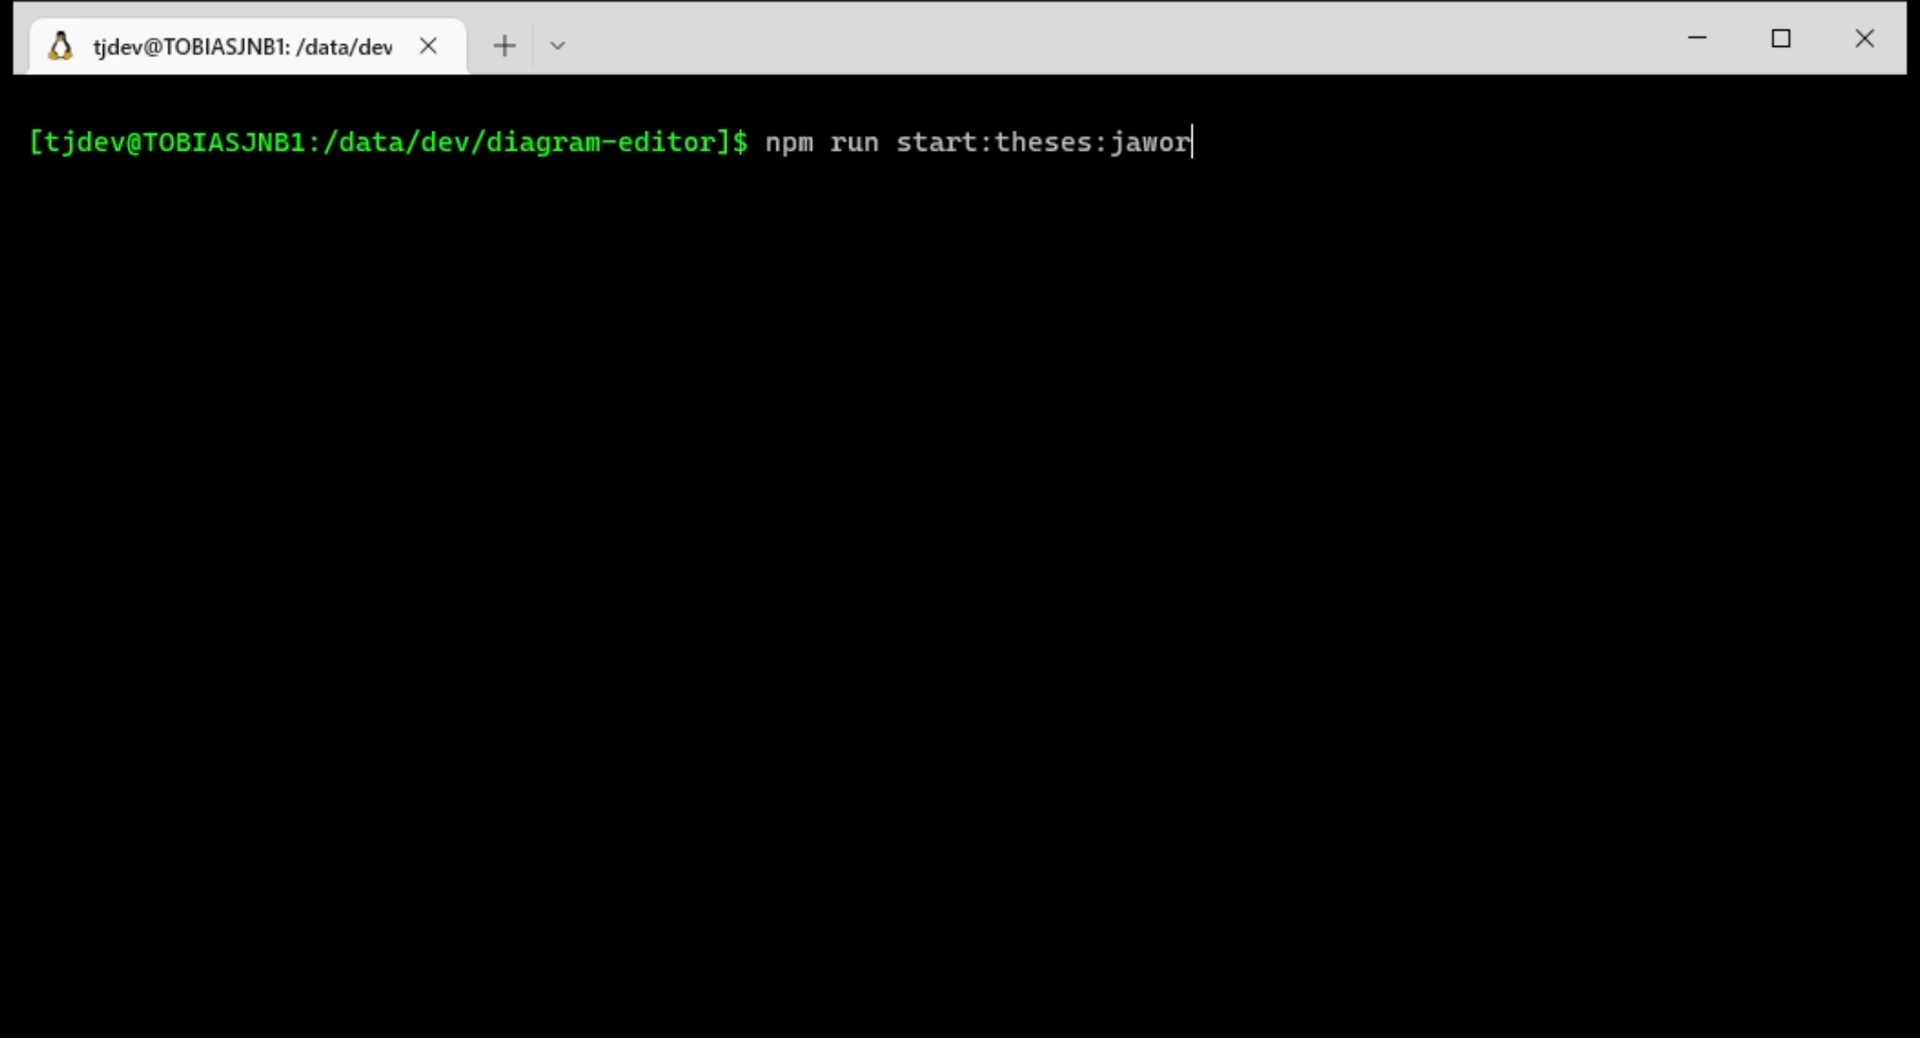 tjdev@TOBIASJNB1: /data/dev
[tjdev@TOBIASJNB1:/data/dev/diagram-editor]$ npm run start:theses:jawor